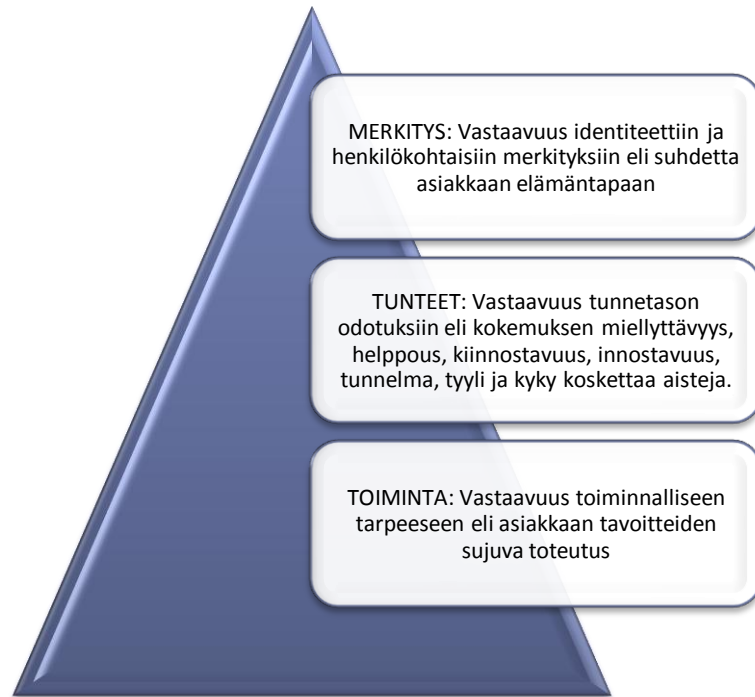 MERKITYS: Vastaavuus identiteettiin ja
henkilökohtaisiin merkityksiin eli suhdetta
asiakkaan elämäntapaan
TUNTEET: Vastaavuus tunnetason
odotuksiin eli kokemuksen miellyttävyys,
helppous, kiinnostavuus, innostavuus,
tunnelma, tyyli ja kyky koskettaa aisteja.
TOIMINTA: Vastaavuus toiminnalliseen
tarpeeseen eli asiakkaan tavoitteiden
sujuva toteutus